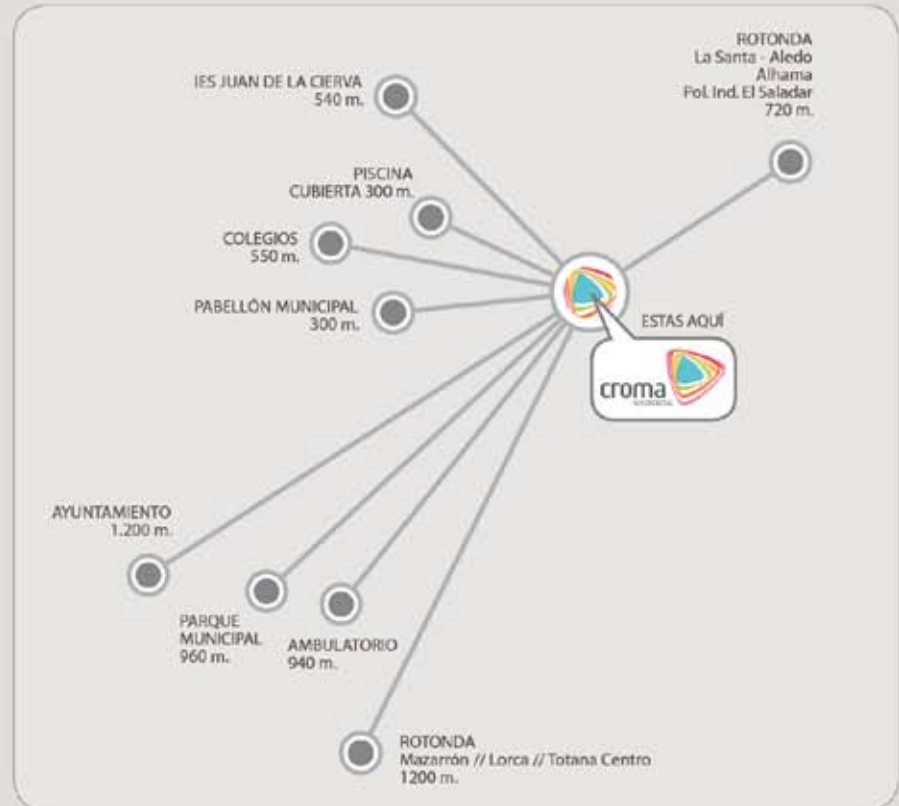 ROTONDA
La Santa - Aledo
Alhama
Pol. Ind. El Saladar
720 m.
IES JUAN DE LA CIERVA
540 m.
PISCINA
CUBIERTA 300 m.
COLEGIOS
550 m.
PABELLÓN MUNICIPAL
300 m.
ESTAS AQUÍ
croma
AYUNTAMIENTO
1.200 m.
PARQUE
MUNICIPAL
960 m.
AMBULATORIO
940 m.
ROTONDA
Mazarrón // Lorca // Totana Centro
1200 m.